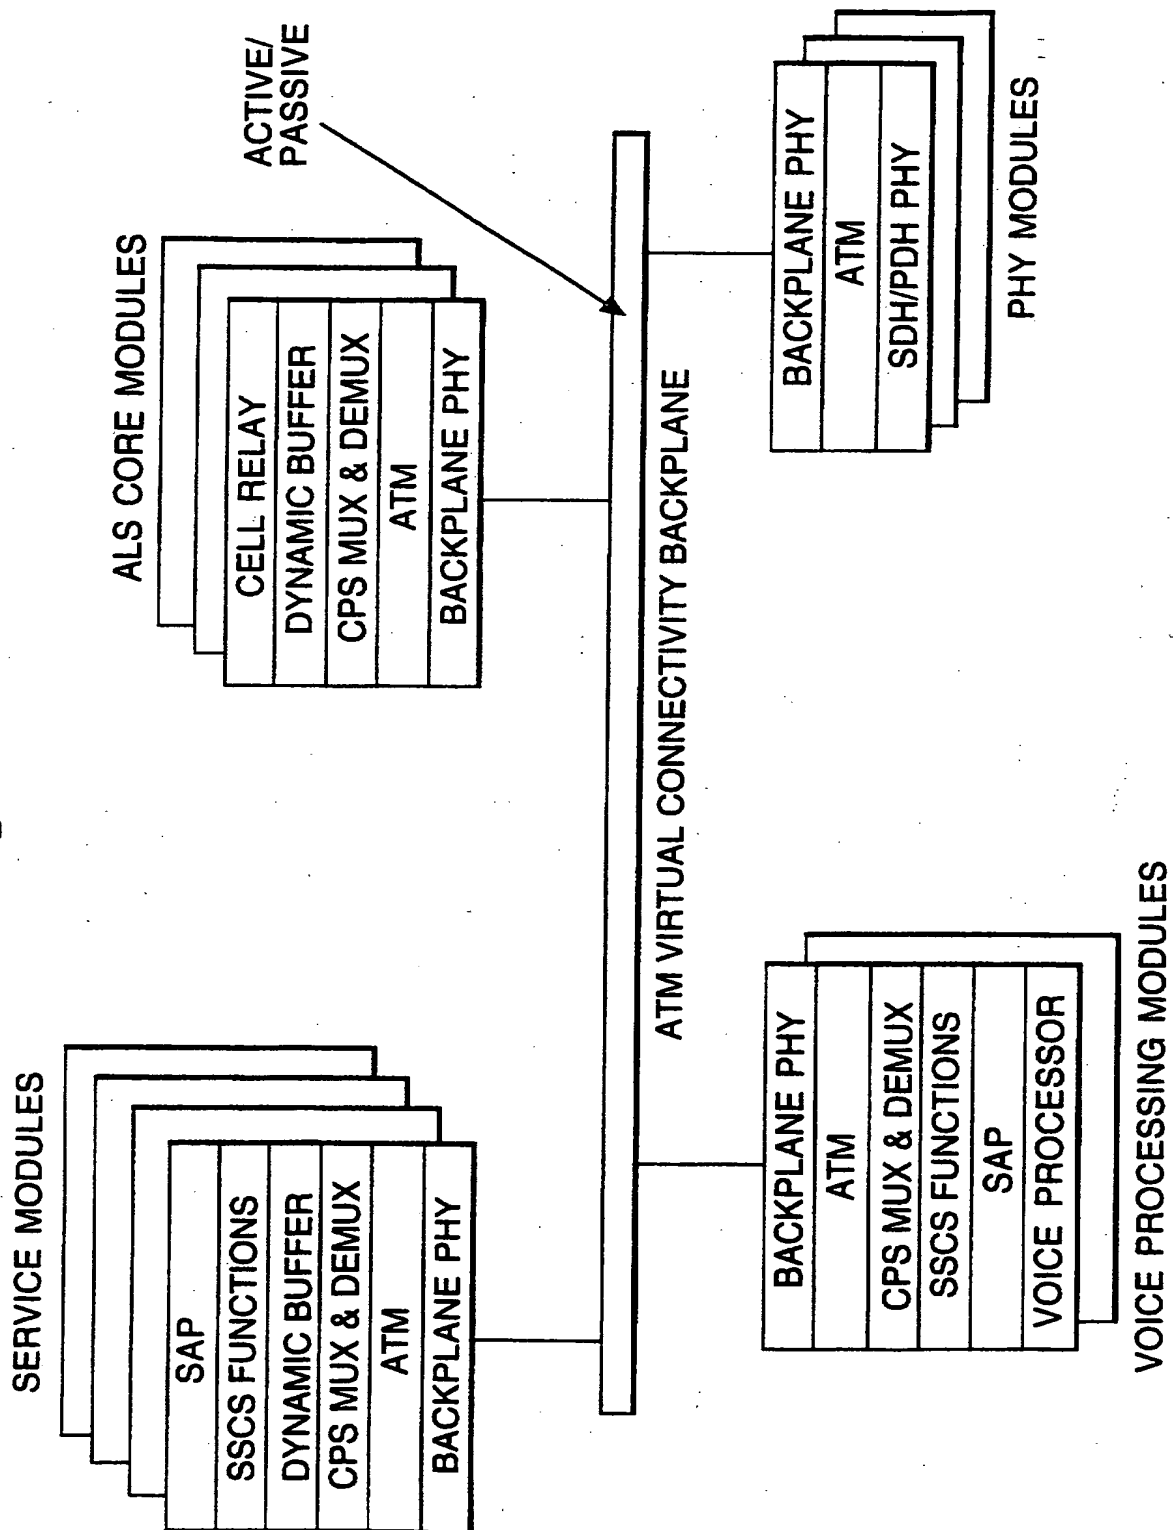 SERVICE MODULES
SAP
SSCS FUNCTIONS
DYNAMIC BUFFER
CPS MUX & DEMUX
ATM
BACKPLANE PHY
ALS CORE MODULES
CELL RELAY
DYNAMIC BUFFER
CPS MUX & DEMUX
ATM
BACKPLANE PHY
ACTIVE/
PASSIVE
ATM VIRTUAL CONNECTIVITY BACKPLANE
BACKPLANE PHY
ATM
CPS MUX & DEMUX
SSCS FUNCTIONS
SAP
VOICE PROCESSOR
VOICE PROCESSING MODULES
BACKPLANE PHY
ATM
SDH/PDH PHY
PHY MODULES